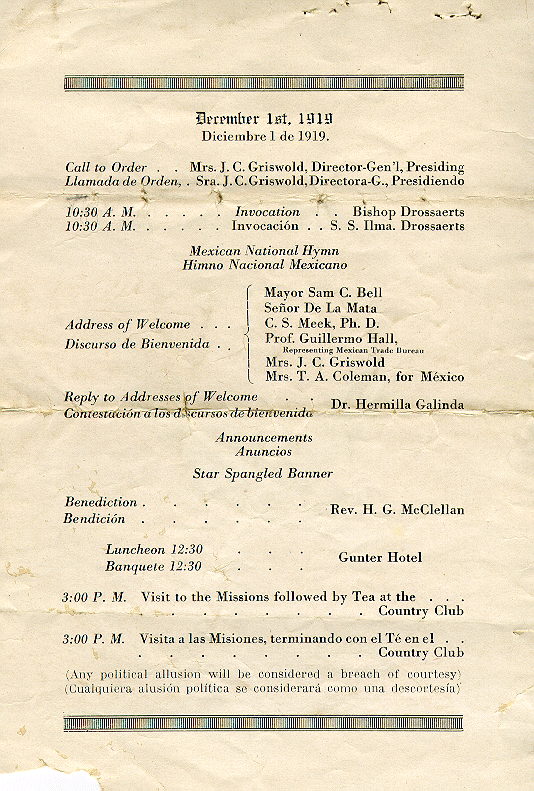 December 1st, 1919
Diciembre 1 de 1919.
Call to Order . . Mrs. J. C. Griswold, Director-Gen'l, Presiding
Llamada de Orden, . Sra. J. C. Griswold, Directora-G., Presidiendo
10:30 A. M. . . . . . Invocation . . Bishop Drossaerts
10:30 A. M. . . . . . Invocación . . S. S. Ilma. Drossaerts
Mexican National Hymn
Himno Nacional Mexicano
Address of Welcome . . .
Discurso de Bienvenida . .
Mayor Sam C. Bell
Señor De La Mata
C. S. Meek, Ph. D.
Prof. Guillermo Hall,
Representing Mexican Trade Bureau
Mrs. J. C. Griswold
Mrs. T. A. Coleman, for México
Reply to Addresses of Welcome . .
Contestación a los discursos de bienvenida
Dr. Hermilla Galinda
Announcements
Anuncios
Star Spangled Banner
Benediction . . . . . .
Bendición . . . . . .
Rev. H. G. McClellan
Luncheon 12:30 . . .
Banquete 12:30 . . .
Gunter Hotel
3:00 P. M. Visit to the Missions followed by Tea at the . . .
. . . . . . . . Country Club
3:00 P. M. Visita a las Misiones, terminando con el Té en el . .
. . . . . . . . Country Club
(Any political allusion will be considered a breach of courtesy)
(Cualquiera alusión política se considerará como una descortesía)